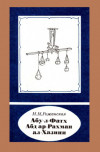 М.М.Рожанская
Абу-л-Фатх
Абд ар-Рахман
ал-Хазини